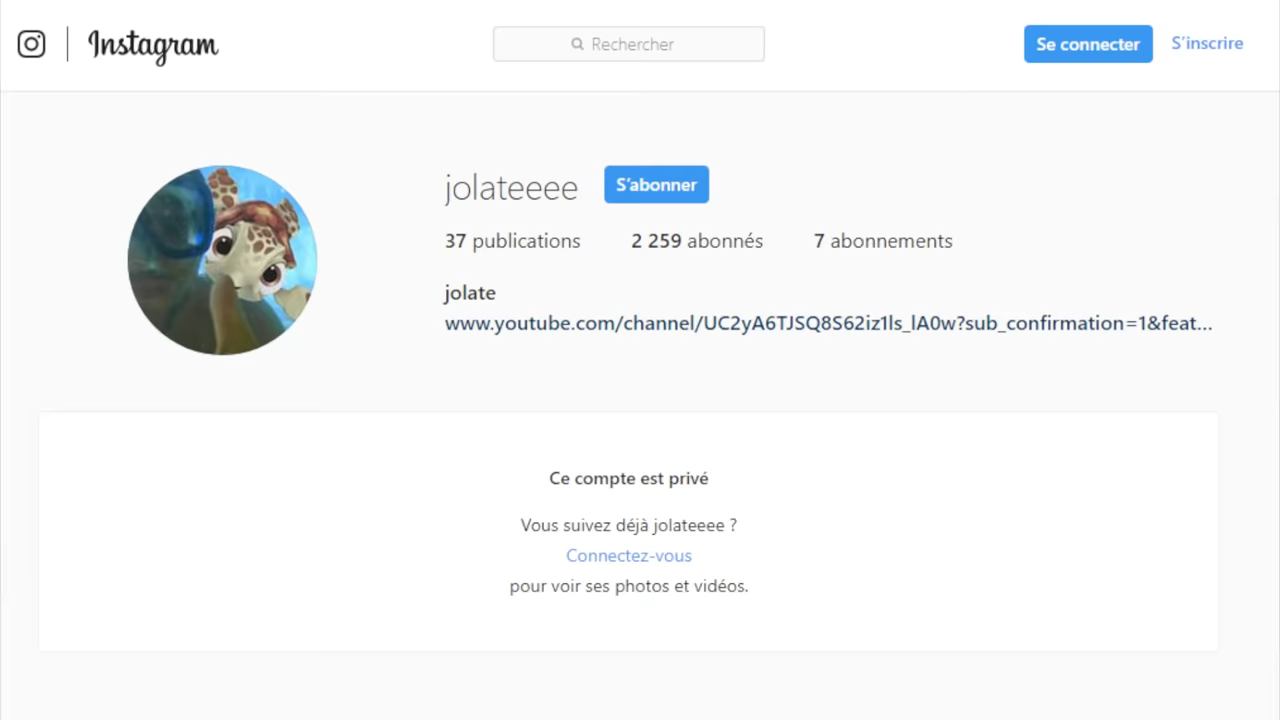 Instagram
Rechercher
Se connecter
S'inscrire
jolateeee
S'abonner
37 publications 2 259 abonnés 7 abonnements
jolate
www.youtube.com/channel/UC2yA6TJSQ8S62iz1ls_lA0w?sub_confirmation=1&feat...
Ce compte est privé
Vous suivez déjà jolateeee ?
Connectez-vous
pour voir ses photos et vidéos.